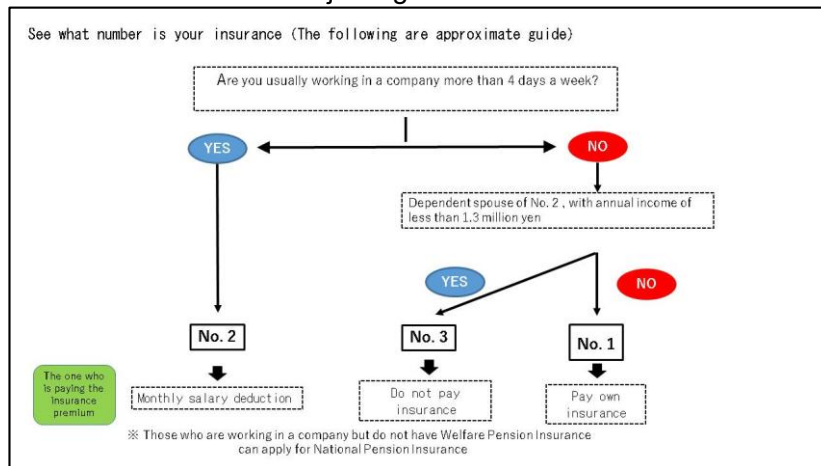 See what number is your insurance (The following are approximate guide)
Are you usually working in a company more than 4 days a week?
YES
NO
Dependent spouse of No. 2 , with annual income of
less than 1.3 million yen
YES
NO
No. 2
No. 3
No. 1
The one who
is paying the
insurance
premium
Monthly salary deduction
Do not pay
insurance
Pay own
insurance
※ Those who are working in a company but do not have Welfare Pension Insurance
can apply for National Pension Insurance